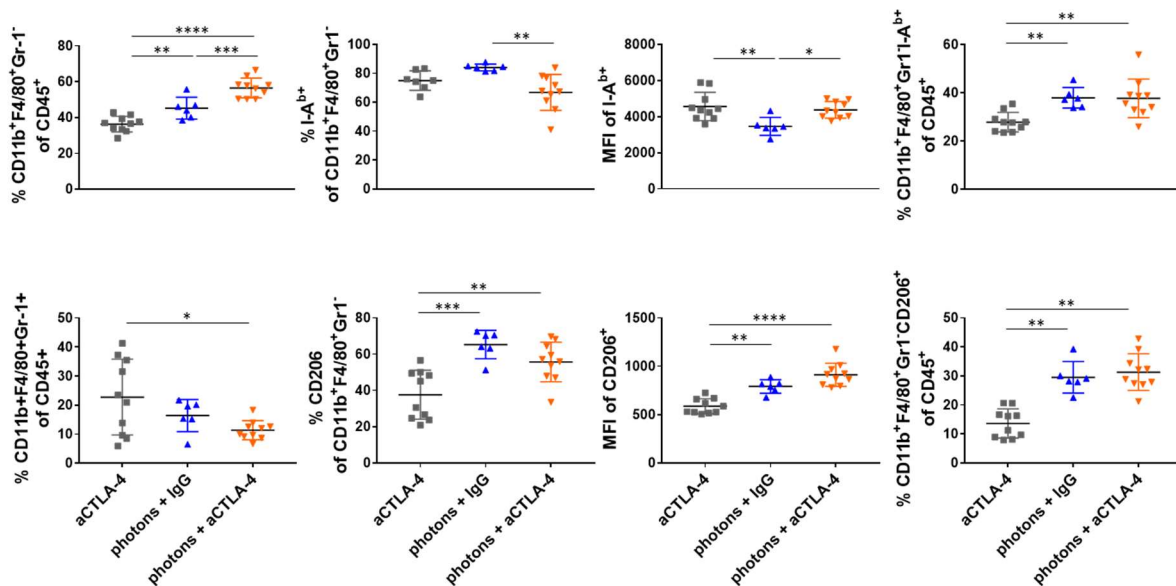 % CD11b⁺F4/80⁺Gr-1⁻
of CD45⁺
80
60
40
20
0
****
**
***
% I-Aᵇ⁺
of CD11b⁺F4/80⁺Gr1⁻
100
80
60
40
20
0
**
MFI of I-Aᵇ⁺
8000
6000
4000
2000
0
**
*
% CD11b⁺F4/80⁺Gr1⁻I-Aᵇ⁺
of CD45⁺
60
40
20
0
**
**
% CD11b+F4/80+Gr-1+
of CD45+
50
40
30
20
10
0
*
aCTLA-4
photons + IgG
photons + aCTLA-4
% CD206
of CD11b⁺F4/80⁺Gr1⁻
80
60
40
20
0
**
***
aCTLA-4
photons + IgG
photons + aCTLA-4
MFI of CD206⁺
1500
1000
500
0
****
**
aCTLA-4
photons + IgG
photons + aCTLA-4
% CD11b⁺F4/80⁺Gr1⁻CD206⁺
of CD45⁺
50
40
30
20
10
0
**
**
aCTLA-4
photons + IgG
photons + aCTLA-4